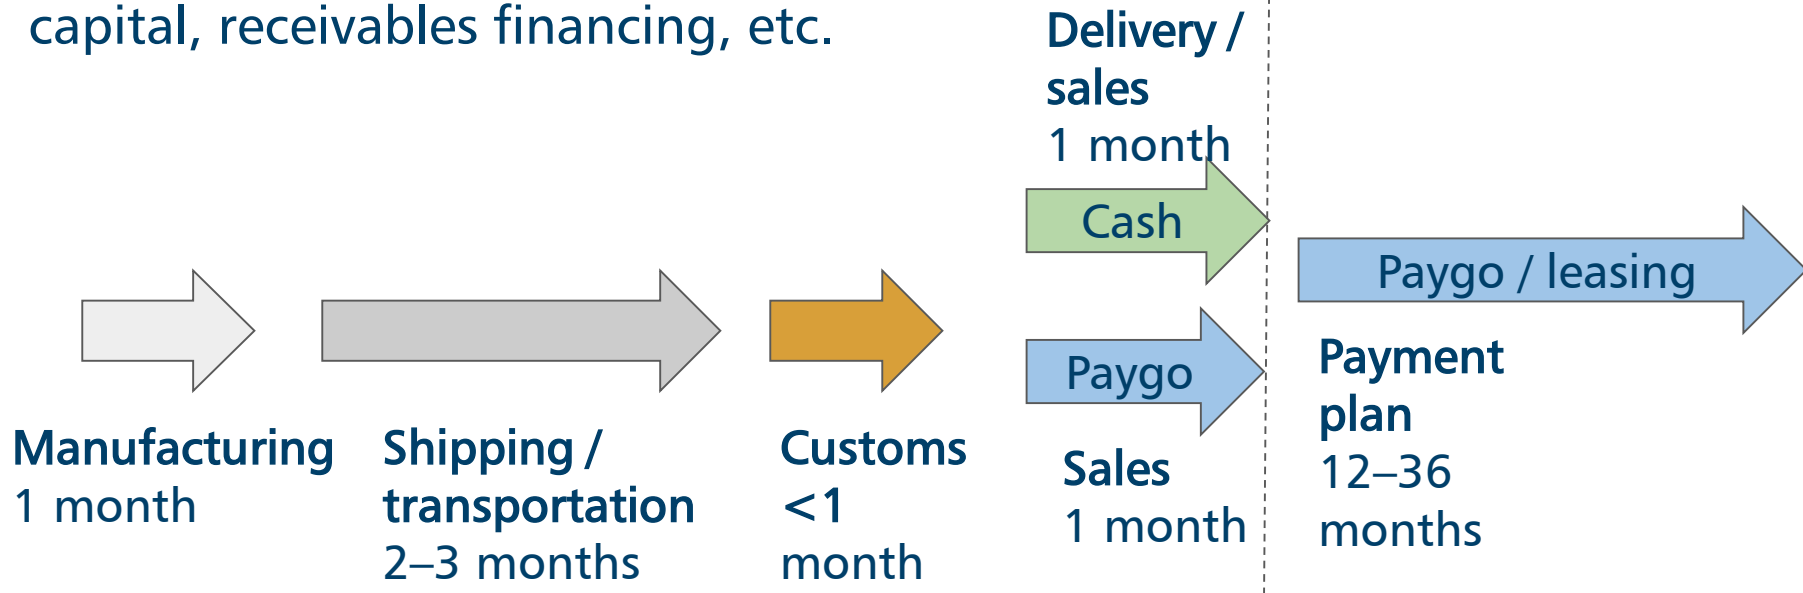 capital, receivables financing, etc.
Manufacturing
1 month
Shipping /
transportation
2–3 months
Customs
<1
month
Delivery /
sales
1 month
Cash
Paygo
Sales
1 month
Paygo / leasing
Payment
plan
12–36
months